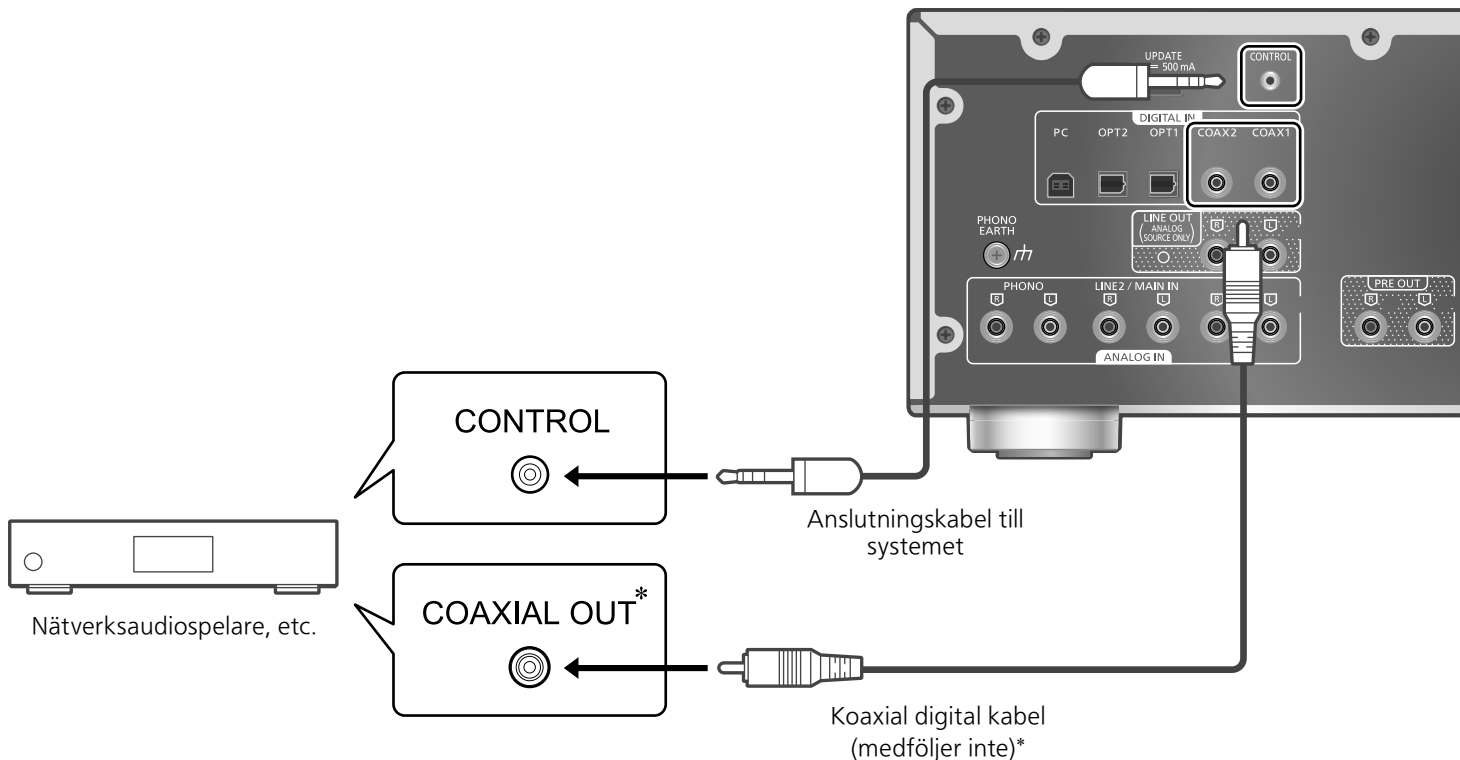 UPDATE
500 mA
CONTROL
DIGITAL IN
PC OPT2 OPT1 COAX2 COAX1
PHONO
EARTH
LINE OUT
(ANALOG
SOURCE ONLY)
R L
PHONO LINE2 / MAIN IN
R L R L R L
ANALOG IN
PRE OUT
R L
CONTROL
Anslutningskabel till
systemet
COAXIAL OUT*
Nätverksaudiospelare, etc.
Koaxial digital kabel
(medföljer inte)*